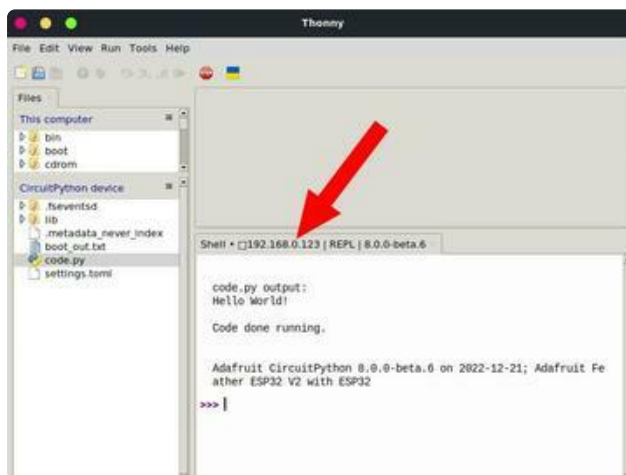 Thonny
File Edit View Run Tools Help
Files
This computer
bin
boot
cdrom
CircuitPython device
.fseventsd
lib
.metadata_never_index
boot_out.txt
code.py
settings.toml
Shell • □192.168.0.123 | REPL | 8.0.0-beta.6
code.py output:
Hello World!
Code done running.
Adafruit CircuitPython 8.0.0-beta.6 on 2022-12-21; Adafruit Fe
ather ESP32 V2 with ESP32
>>>